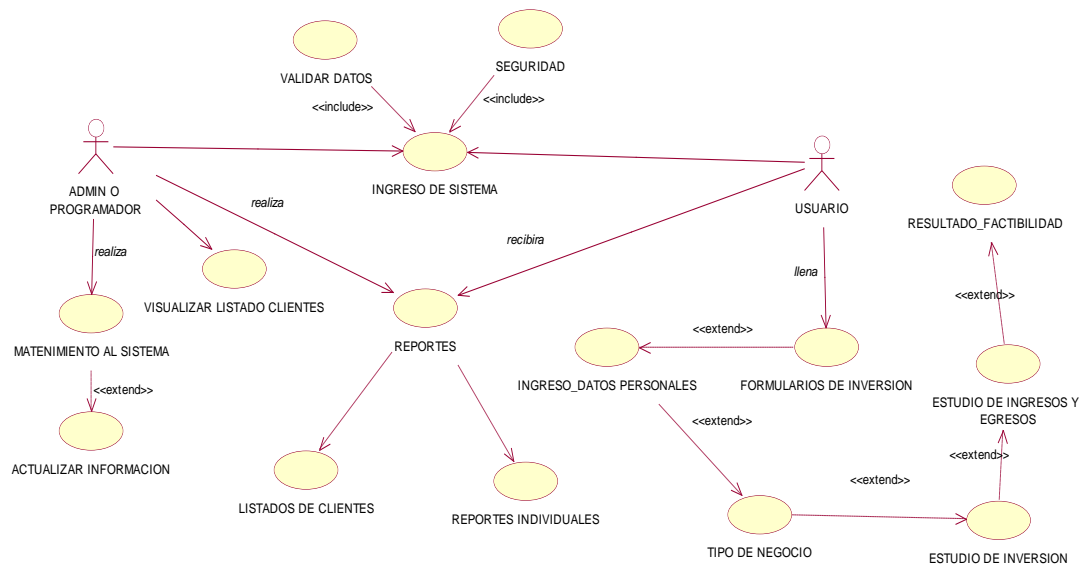 SEGURIDAD
VALIDAR DATOS
<<include>>
<<include>>
ADMIN O
PROGRAMADOR
INGRESO DE SISTEMA
USUARIO
RESULTADO_FACTIBILIDAD
realiza
recibira
realiza
llena
VISUALIZAR LISTADO CLIENTES
<<extend>>
MATENIMIENTO AL SISTEMA
REPORTES
<<extend>>
INGRESO_DATOS PERSONALES
FORMULARIOS DE INVERSION
<<extend>>
ESTUDIO DE INGRESOS Y
EGRESOS
<<extend>>
<<extend>>
ACTUALIZAR INFORMACION
<<extend>>
LISTADOS DE CLIENTES
REPORTES INDIVIDUALES
TIPO DE NEGOCIO
ESTUDIO DE INVERSION